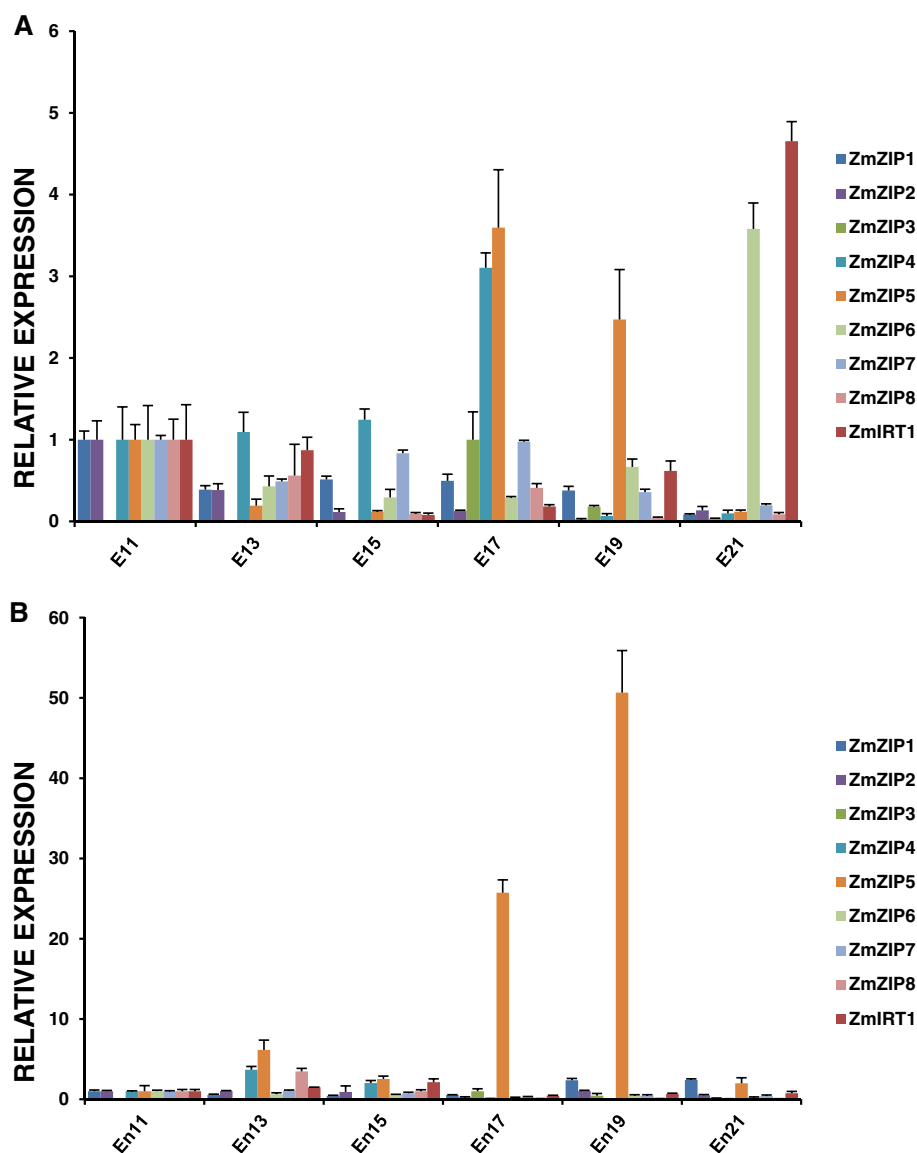 A
6
5
4
3
2
1
0
RELATIVE EXPRESSION
E11
E13
E15
E17
E19
E21
ZmZIP1
ZmZIP2
ZmZIP3
ZmZIP4
ZmZIP5
ZmZIP6
ZmZIP7
ZmZIP8
ZmIRT1
B
60
50
40
30
20
10
0
RELATIVE EXPRESSION
En11
En13
En15
En17
En19
En21
ZmZIP1
ZmZIP2
ZmZIP3
ZmZIP4
ZmZIP5
ZmZIP6
ZmZIP7
ZmZIP8
ZmIRT1